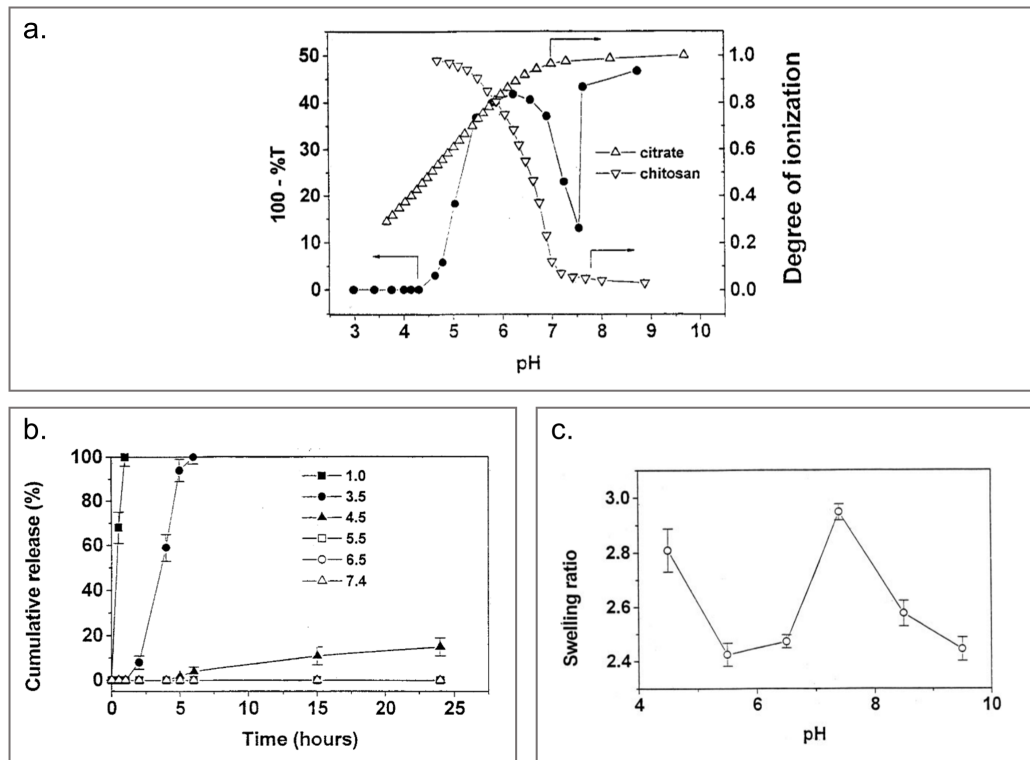 a.
50
40
30
20
10
0
100 - %T
1.0
0.8
0.6
0.4
0.2
0.0
Degree of ionization
citrate
chitosan
3 4 5 6 7 8 9 10
pH
b.
100
80
60
40
20
0
Cumulative release (%)
1.0
3.5
4.5
5.5
6.5
7.4
0 5 10 15 20 25
Time (hours)
c.
3.0
2.8
2.6
2.4
Swelling ratio
4 6 8 10
pH